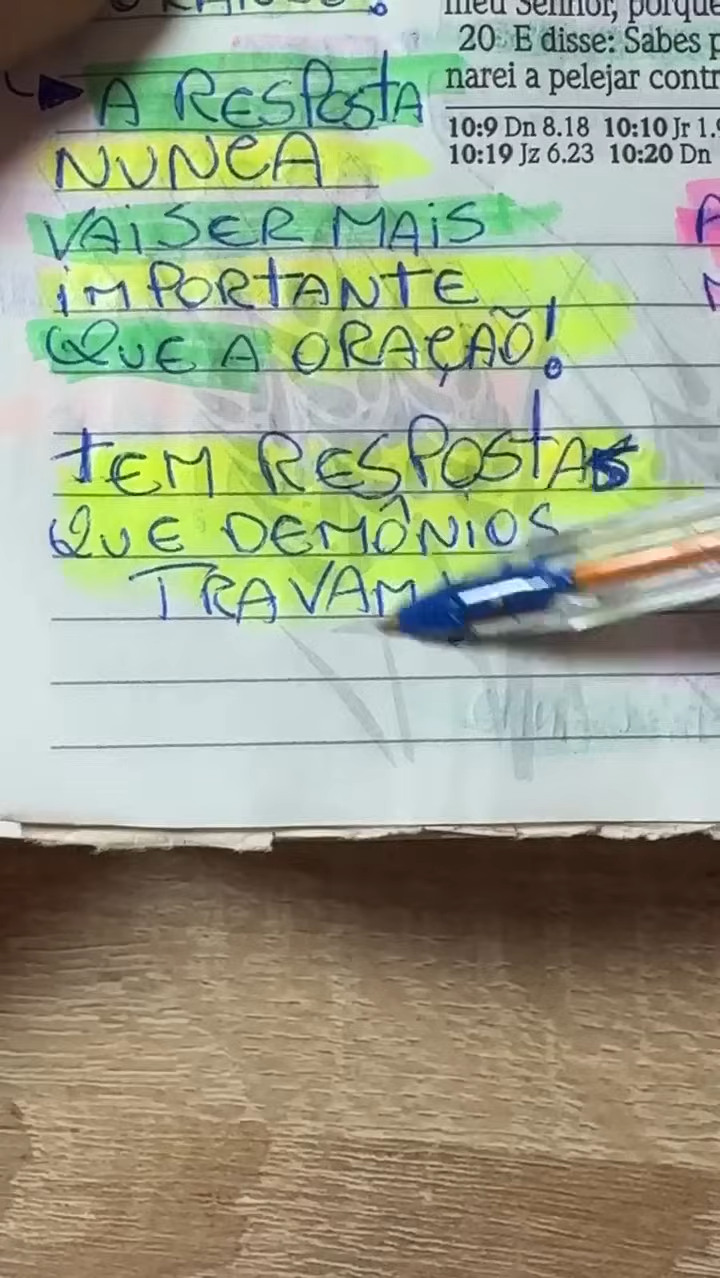 meu Senhor, porque
20 E disse: Sabes p
narei a pelejar contr
10:9 Dn 8.18 10:10 Jr 1.9
10:19 Jz 6.23 10:20 Dn
A RESPOSTA
NUNCA
VAI SER MAIS
IMPORTANTE
QUE A ORAÇÃO!
TEM RESPOSTAS
QUE DEMÔNIOS
TRAVAM